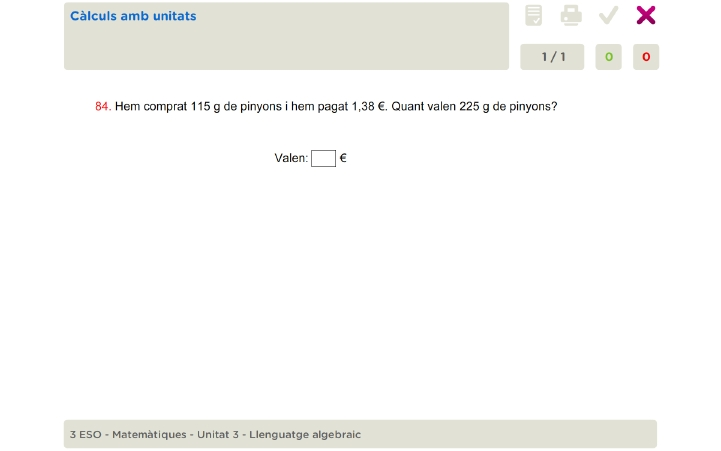 Càlculs amb unitats
1 / 1
0
0
84. Hem comprat 115 g de pinyons i hem pagat 1,38 €. Quant valen 225 g de pinyons?
Valen: €
3 ESO - Matemàtiques - Unitat 3 - Llenguatge algebraic